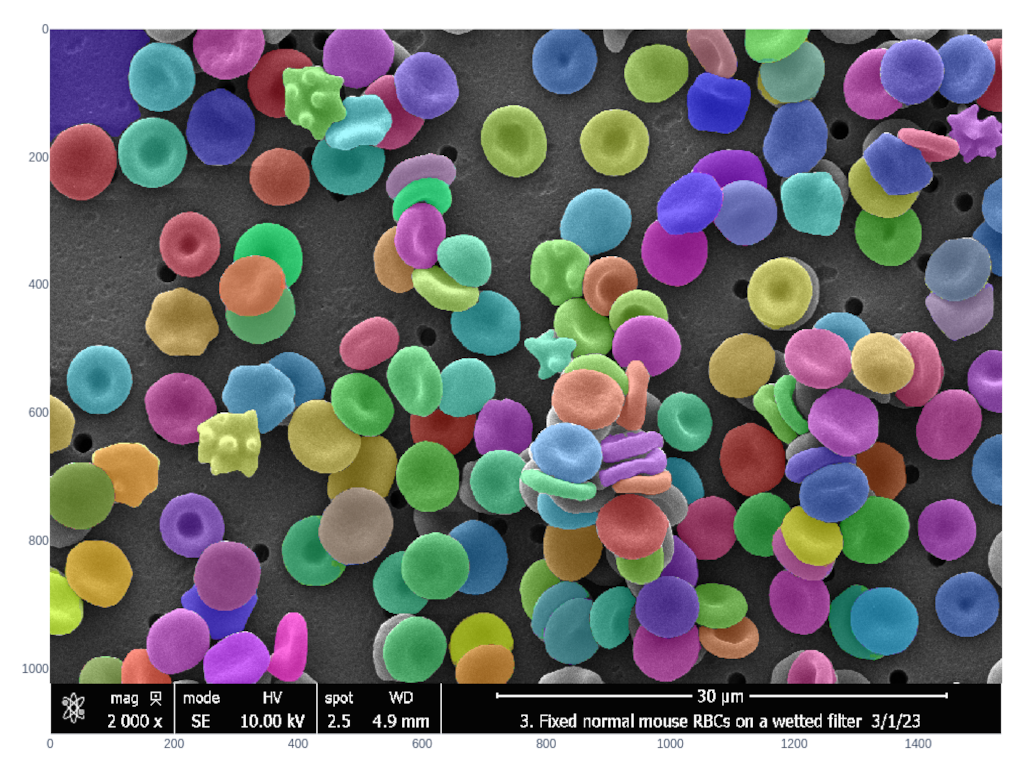 0
200
400
600
800
1000
mag mode HV spot WD 30 µm
2 000 x SE 10.00 kV 2.5 4.9 mm 3. Fixed normal mouse RBCs on a wetted filter 3/1/23
0 200 400 600 800 1000 1200 1400